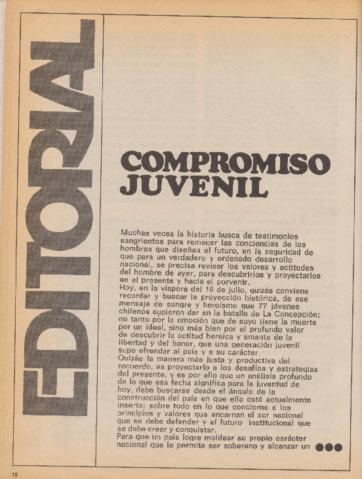 EDITORIAL
COMPROMISO
JUVENIL
Muchas veces la historia busca de testimonios
sangrientos para remecer las conciencias de los
hombres que diseñan el futuro, en la seguridad de
que para un verdadero y ordenado desarrollo
nacional, se precisa revisar los valores y actitudes
del hombre de ayer, para descubrirlos y proyectarlos
en el presente y hacia el porvenir.
Hoy, en la víspera del 10 de julio, quizás conviene
recordar y buscar la proyección histórica, de ese
mensaje de sangre y heroísmo que 77 jóvenes
chilenos supieron dar en la batalla de La Concepción;
no tanto por la emoción que de suyo tiene la muerte
por un ideal, sino más bien por el profundo valor
de descubrir la actitud heroica y amante de la
libertad y del honor, que una generación juvenil
supo ofrendar al país y a su carácter.
Quizás la manera más justa y productiva del
recuerdo, es proyectarlo a los desafíos y estrategias
del presente, y es por ello que un análisis profundo
de lo que esa fecha significa para la juventud de
hoy, debe buscarse desde el ángulo de la
construcción del país en que ella está actualmente
inserta; sobre todo en lo que concierne a los
principios y valores que encarnan el ser nacional
que se debe defender y el futuro institucional que
se debe crear y conquistar.
Para que un país logre moldear su propio carácter
nacional que le permita ser soberano y alcanzar un